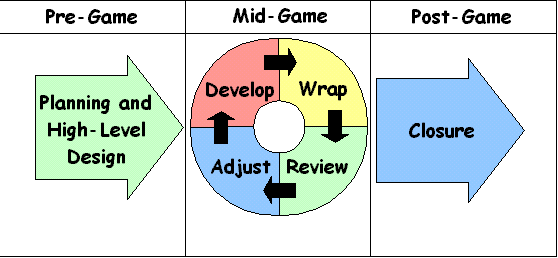 Pre-Game
Mid-Game
Post-Game
Planning and
High-Level
Design
Develop
Wrap
Adjust
Review
Closure